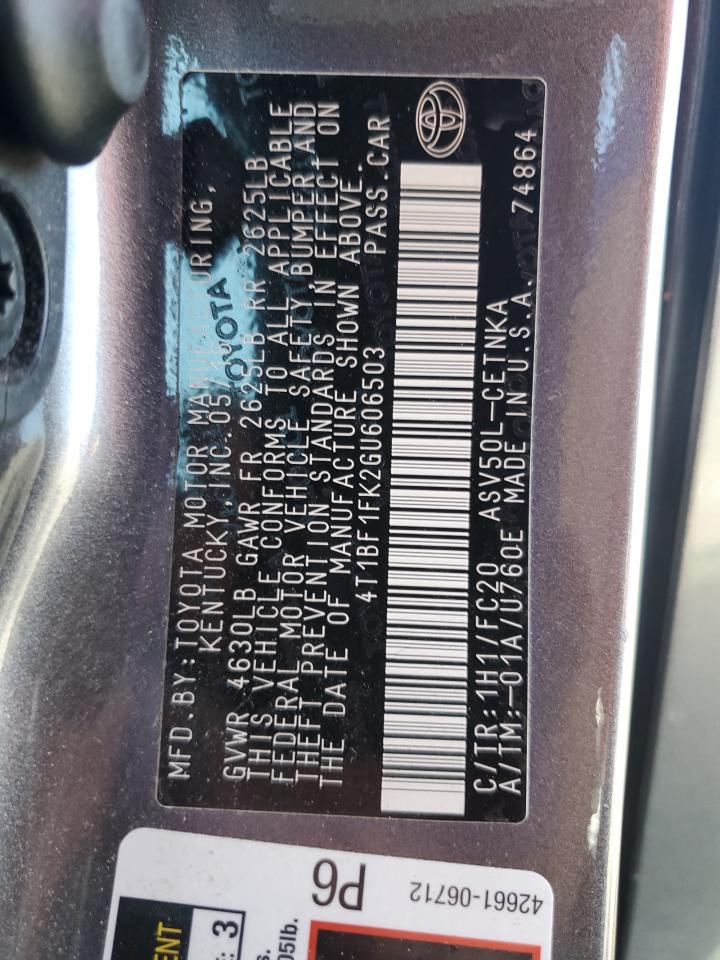 MFD.BY:TOYOTA MOTOR MANUFACTURING,
KENTUCKY,INC.
GVWR 4630LB GAWR FR 2625LB RR 2625LB
THIS VEHICLE CONFORMS TO ALL APPLICABLE
FEDERAL MOTOR VEHICLE SAFETY,BUMPER,AND
THEFT PREVENTION STANDARDS IN EFFECT ON
THE DATE OF MANUFACTURE SHOWN ABOVE.
4T1BF1FK2GU606503 PASS.CAR
C/TR:1H1/FC20 ASV50L-CETNKA
A/TM:-01A/U760E MADE IN U.S.A. 74864
TOYOTA
P6
42661-06712
: 3
05lb.